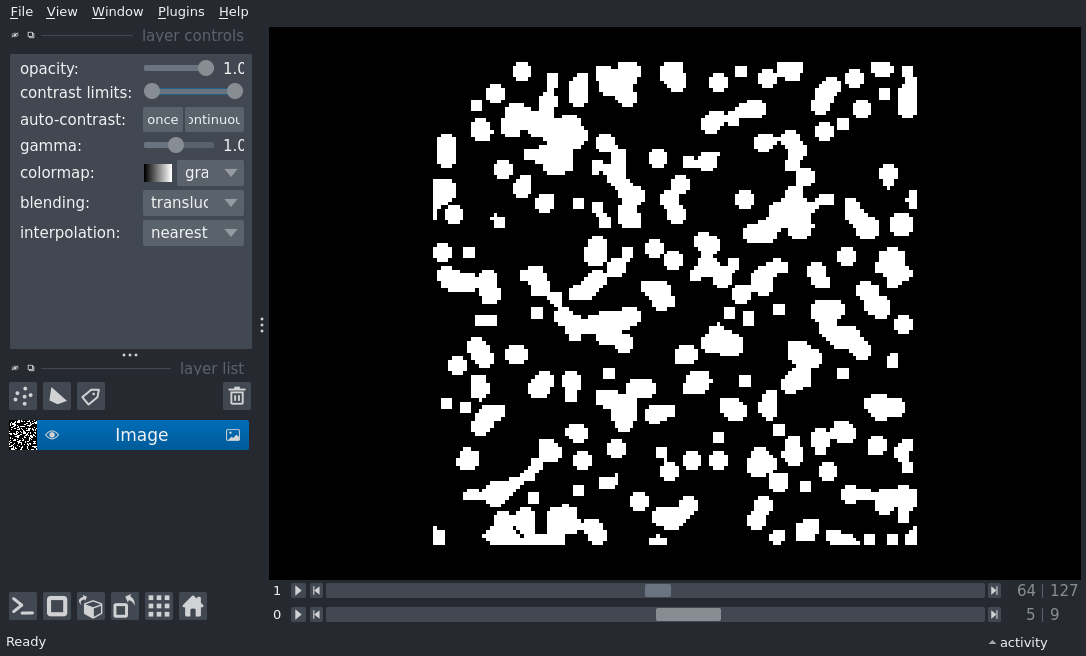 File View Window Plugins Help
layer controls
opacity: 1.0
contrast limits:
auto-contrast: once ontinuou
gamma: 1.0
colormap: gra
blending: transluc
interpolation: nearest
layer list
Image
1 64 127
0 5 9
Ready
activity